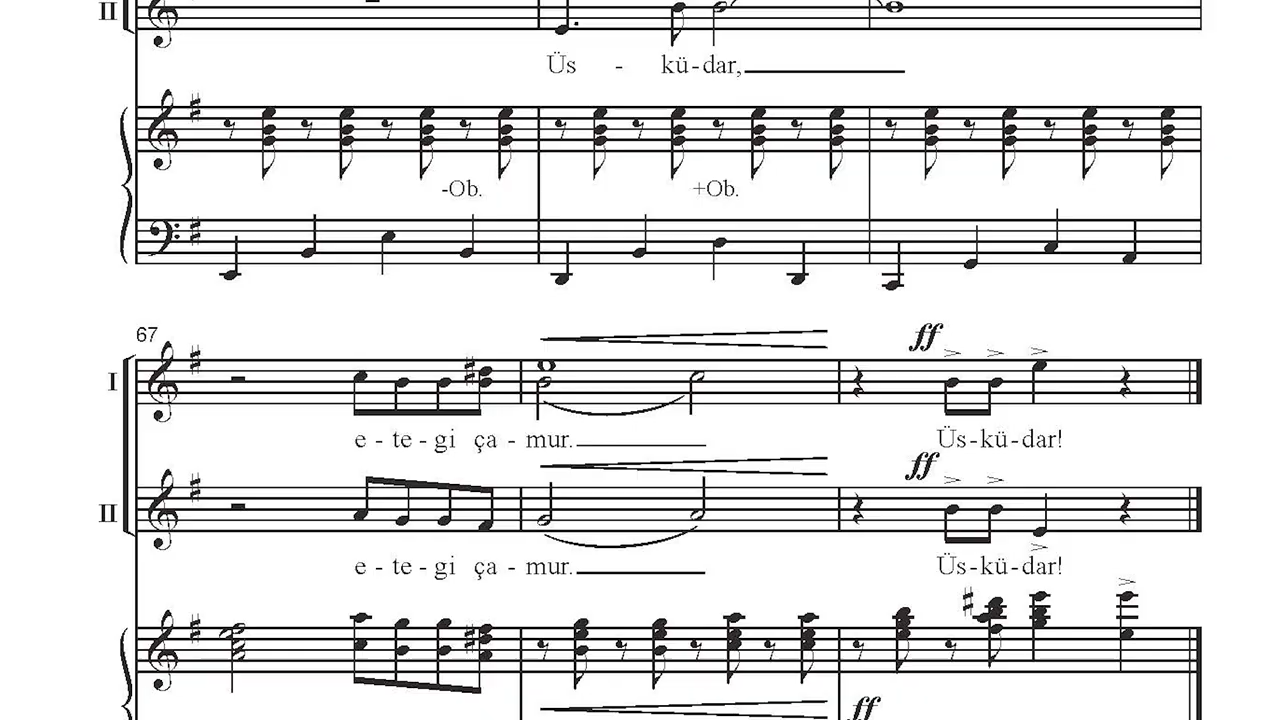 II
Üs - kü-dar,
-Ob. +Ob.
67
ff
I
e - te - gi ça - mur. Üs-kü-dar!
ff
II
e - te - gi ça - mur. Üs-kü-dar!
ff